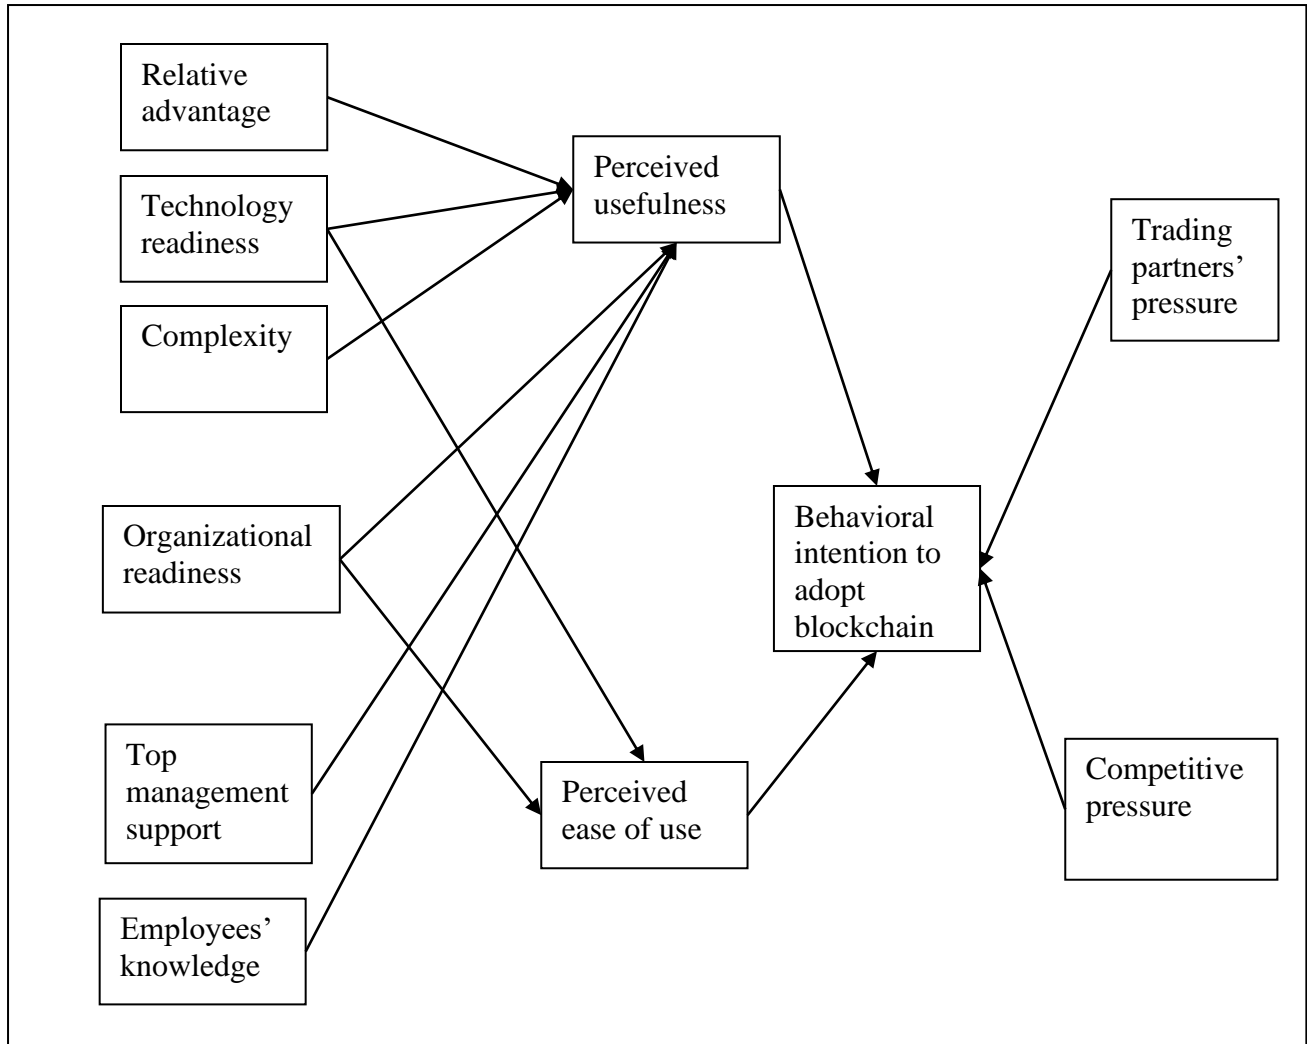 Relative
advantage
Technology
readiness
Complexity
Organizational
readiness
Top
management
support
Employees’
knowledge
Perceived
usefulness
Perceived
ease of use
Behavioral
intention to
adopt
blockchain
Trading
partners’
pressure
Competitive
pressure